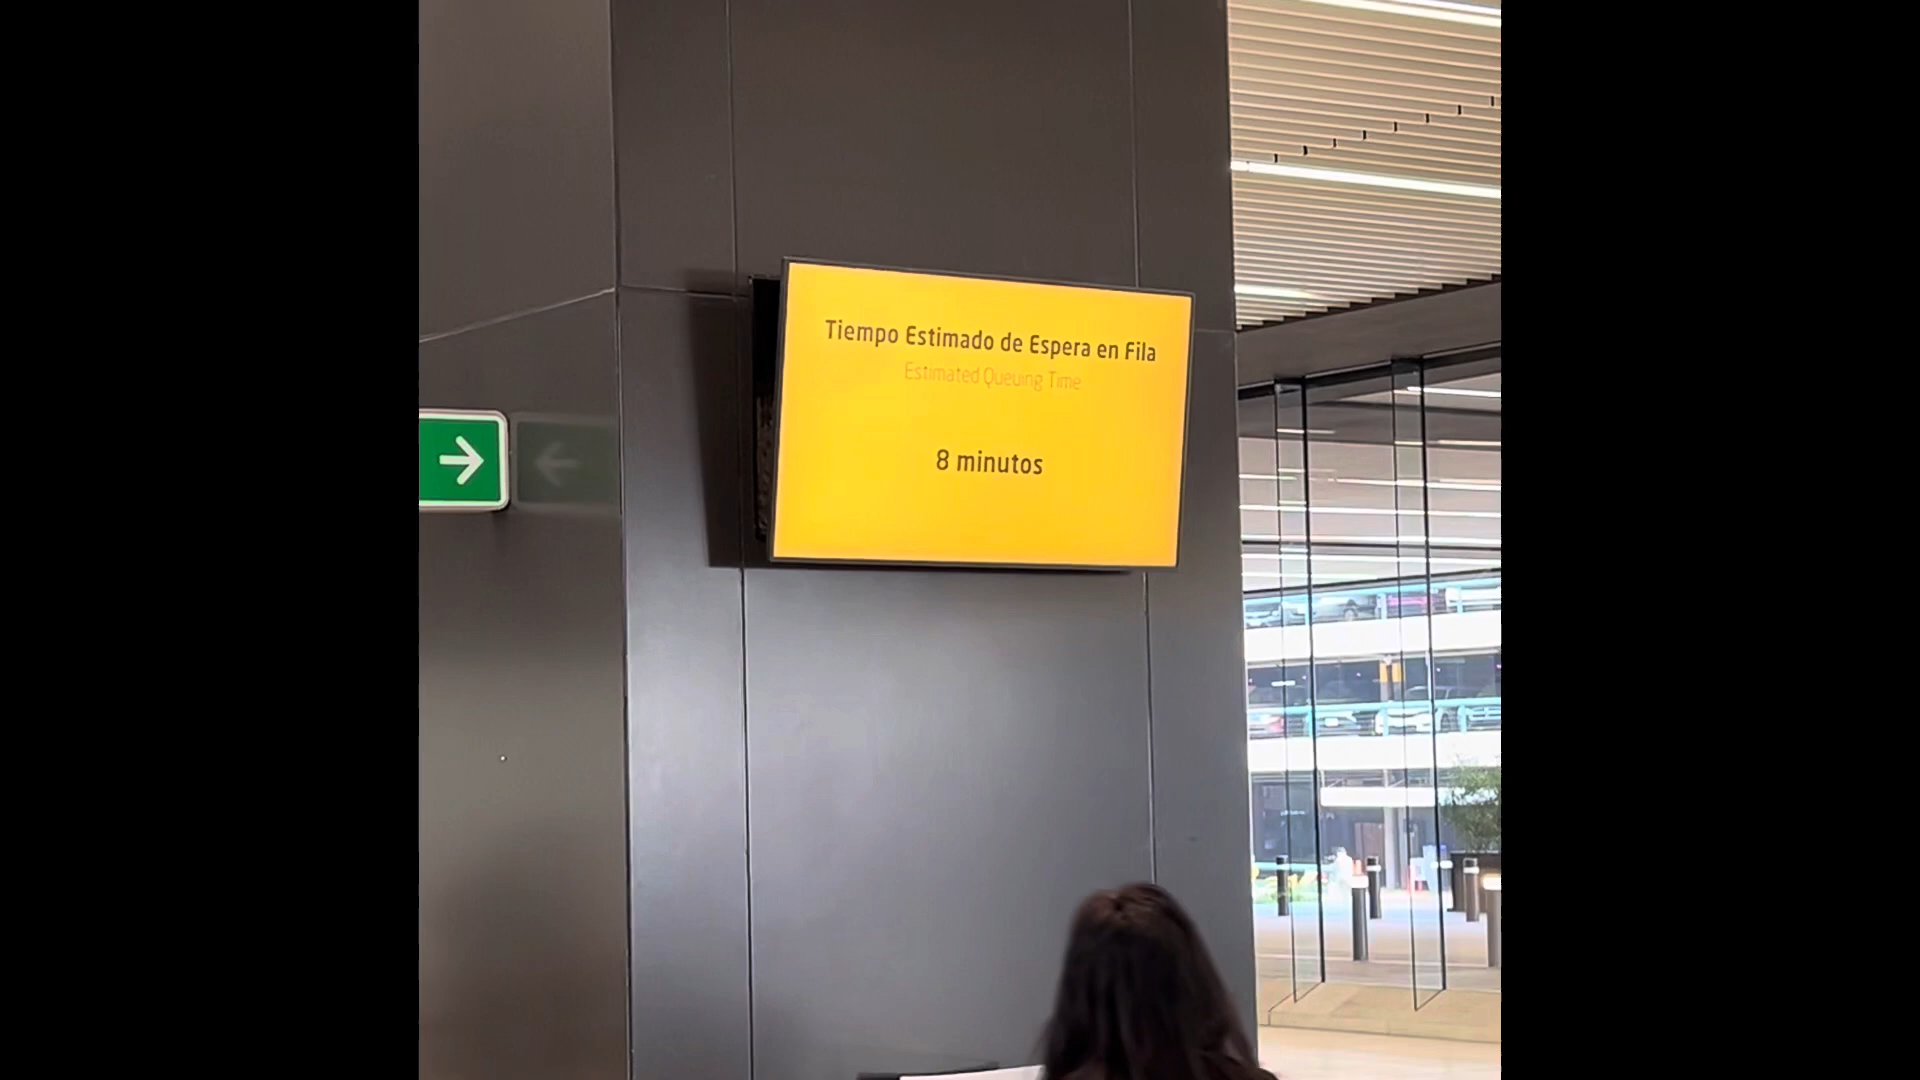 Tiempo Estimado de Espera en Fila
Estimated Queuing Time
8 minutos